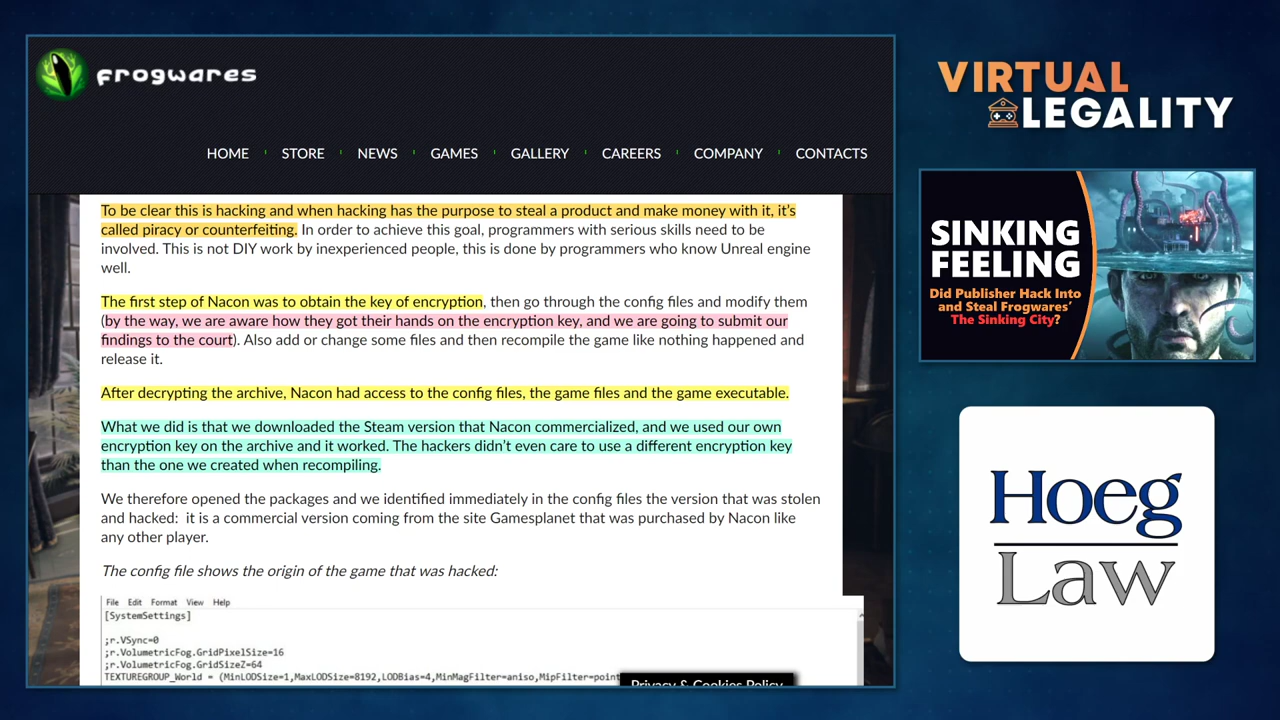 frogwares
HOME STORE NEWS GAMES GALLERY CAREERS COMPANY CONTACTS
To be clear this is hacking and when hacking has the purpose to steal a product and make money with it, it's
called piracy or counterfeiting. In order to achieve this goal, programmers with serious skills need to be
involved. This is not DIY work by inexperienced people, this is done by programmers who know Unreal engine
well.
The first step of Nacon was to obtain the key of encryption, then go through the config files and modify them
(by the way, we are aware how they got their hands on the encryption key, and we are going to submit our
findings to the court). Also add or change some files and then recompile the game like nothing happened and
release it.
After decrypting the archive, Nacon had access to the config files, the game files and the game executable.
What we did is that we downloaded the Steam version that Nacon commercialized, and we used our own
encryption key on the archive and it worked. The hackers didn't even care to use a different encryption key
than the one we created when recompiling.
We therefore opened the packages and we identified immediately in the config files the version that was stolen
and hacked: it is a commercial version coming from the site Gamesplanet that was purchased by Nacon like
any other player.
The config file shows the origin of the game that was hacked:
File Edit Format View Help
[SystemSettings]
;r.VSync=0
;r.VolumetricFog.GridPixelSize=16
;r.VolumetricFog.GridSizeZ=64
TEXTUREGROUP_World = (MinLODSize=1,MaxLODSize=8192,LODBias=4,MinMagFilter=aniso,MipFilter=point
Privacy & Cookies Policy
VIRTUAL
LEGALITY
SINKING
FEELING
Did Publisher Hack Into
and Steal Frogwares'
The Sinking City?
Hoeg
Law